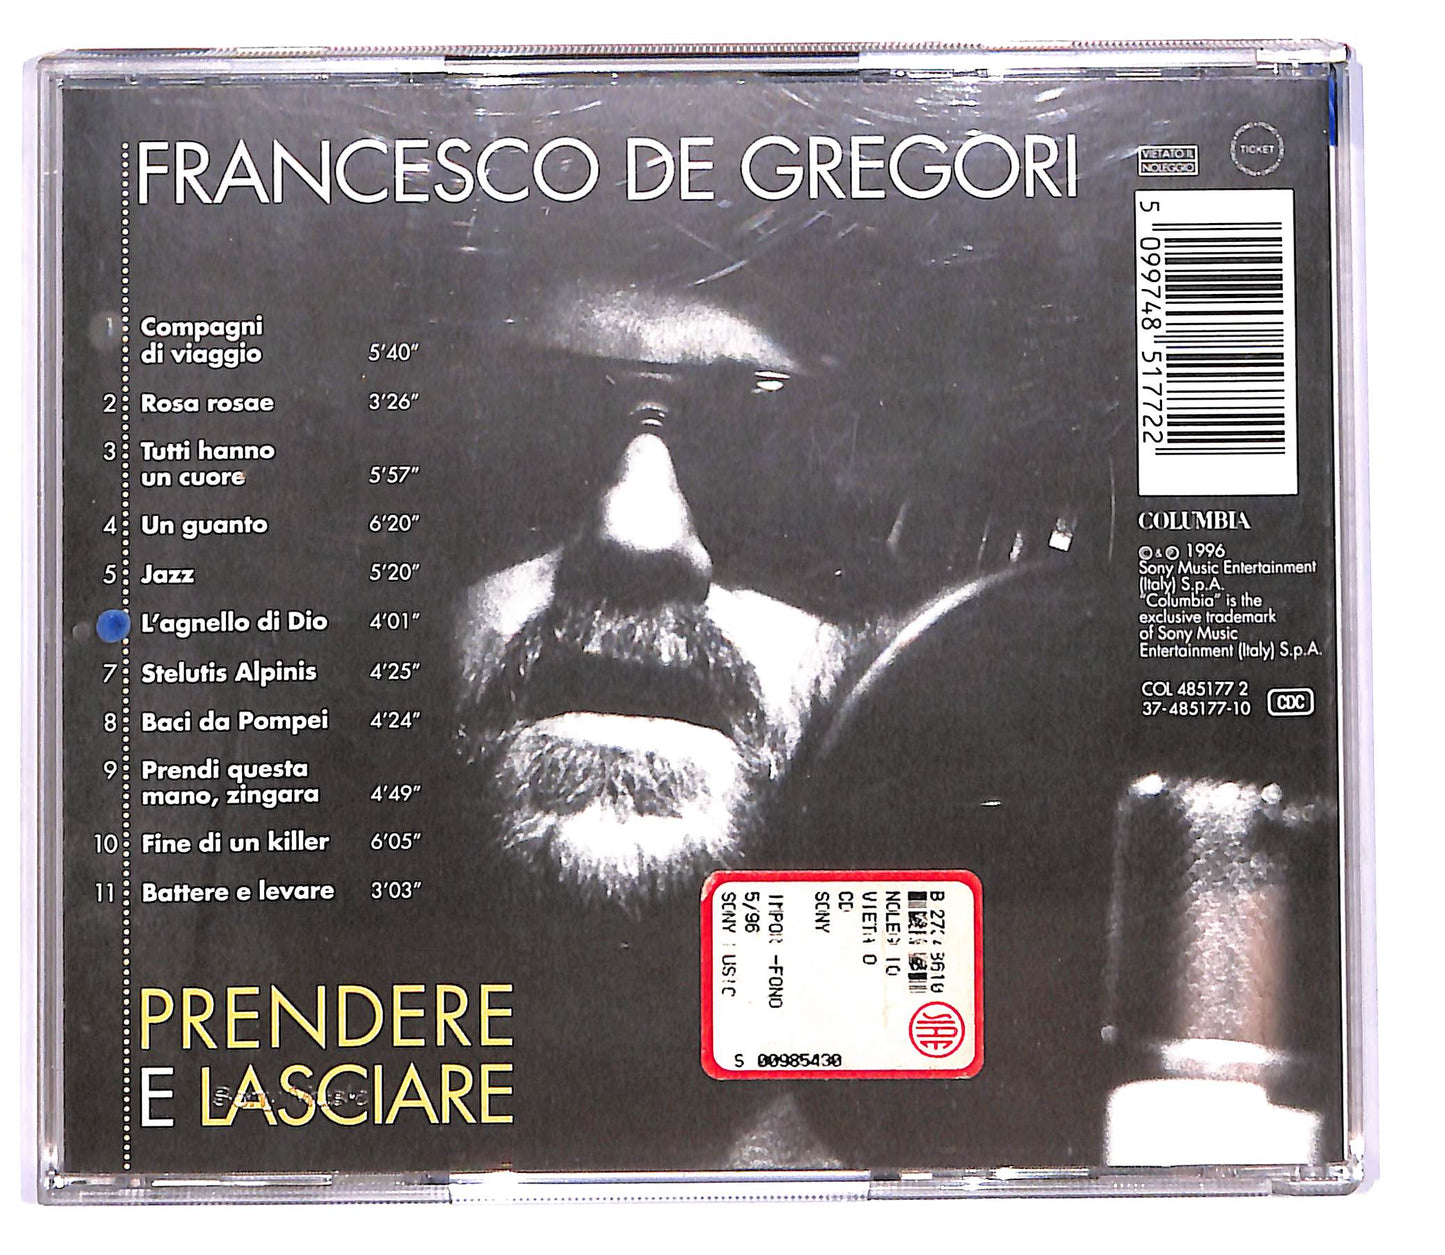 FRANCESCO DE GREGORI
VIETATO IL
NOLEGGIO
TICKET
5 099748 517722
1 Compagni
di viaggio 5'40"
2 Rosa rosae 3'26"
3 Tutti hanno
un cuore 5'57"
4 Un guanto 6'20"
5 Jazz 5'20"
L'agnello di Dio 4'01"
7 Stelutis Alpinis 4'25"
8 Baci da Pompei 4'24"
9 Prendi questa
mano, zingara 4'49"
10 Fine di un killer 6'05"
11 Battere e levare 3'03"
COLUMBIA
© & ℗ 1996
Sony Music Entertainment
(Italy) S.p.A.
"Columbia" is the
exclusive trademark
of Sony Music
Entertainment (Italy) S.p.A.
COL 485177 2
37-485177-10
CDC
PRENDERE
E LASCIARE
CD
SONY
5/96
S 00985430
SIAE